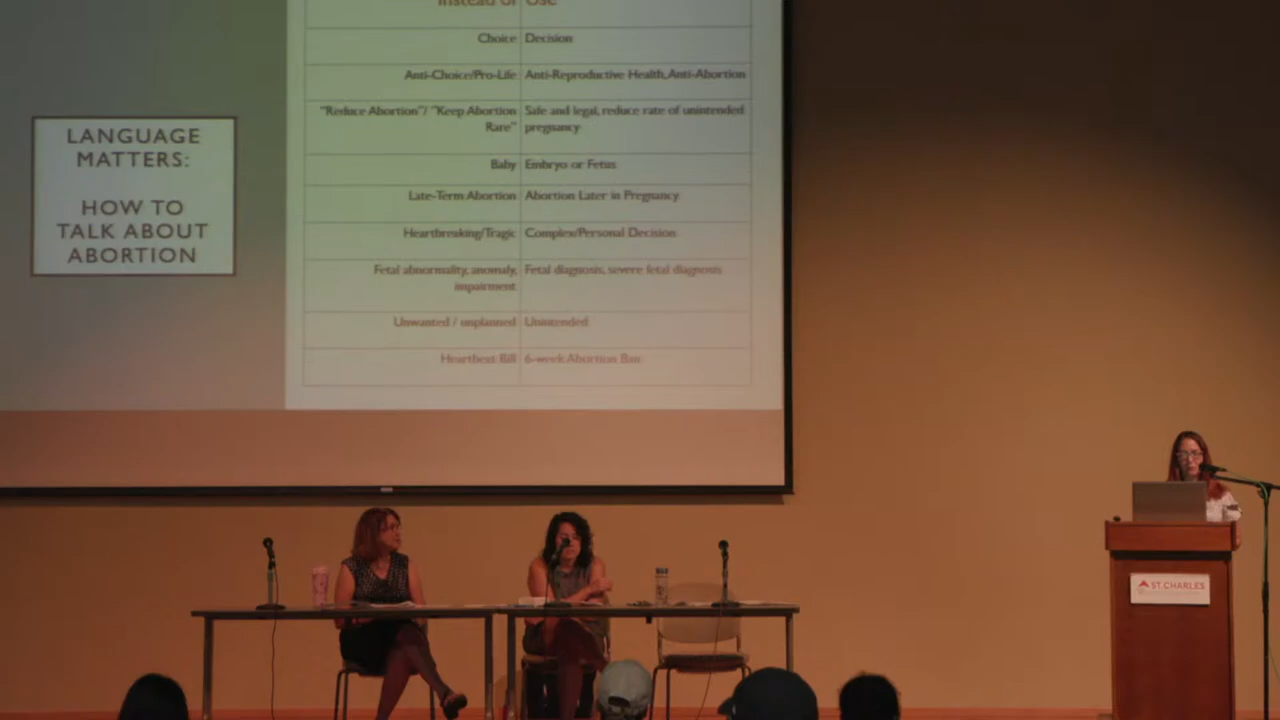 Instead of Use
Choice Decision
Anti-Choice/Pro-Life Anti-Reproductive Health, Anti-Abortion
"Reduce Abortion"/ "Keep Abortion Safe and legal, reduce rate of unintended
Rare" pregnancy
Baby Embryo or Fetus
Late-Term Abortion Abortion Later in Pregnancy
Heartbreaking/Tragic Complex/Personal Decision
Fetal abnormality, anomaly, Fetal diagnosis, severe fetal diagnosis
impairment
Unwanted / unplanned Unintended
Heartbeat Bill 6-week Abortion Ban
LANGUAGE
MATTERS:
HOW TO
TALK ABOUT
ABORTION
ST. CHARLES